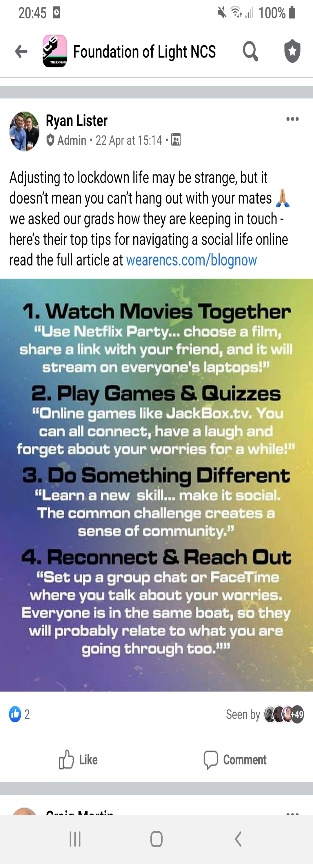 20:45 100%
Foundation of Light NCS
Ryan Lister
Admin • 22 Apr at 15:14 •
Adjusting to lockdown life may be strange, but it
doesn't mean you can't hang out with your mates 🙏
we asked our grads how they are keeping in touch -
here's their top tips for navigating a social life online
read the full article at wearencs.com/blognow
1. Watch Movies Together
“Use Netflix Party... choose a film,
share a link with your friend, and it will
stream on everyone's laptops!”
2. Play Games & Quizzes
“Online games like JackBox.tv. You
can all connect, have a laugh and
forget about your worries for a while!”
3. Do Something Different
“Learn a new skill... make it social.
The common challenge creates a
sense of community.”
4. Reconnect & Reach Out
“Set up a group chat or FaceTime
where you talk about your worries.
Everyone is in the same boat, so they
will probably relate to what you are
going through too.””
2 Seen by +49
Like Comment